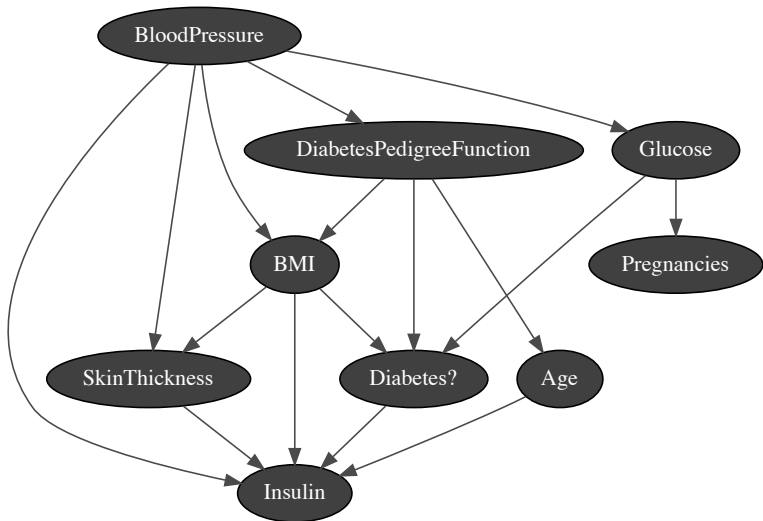 BloodPressure
DiabetesPedigreeFunction
Glucose
BMI
Pregnancies
SkinThickness
Diabetes?
Age
Insulin